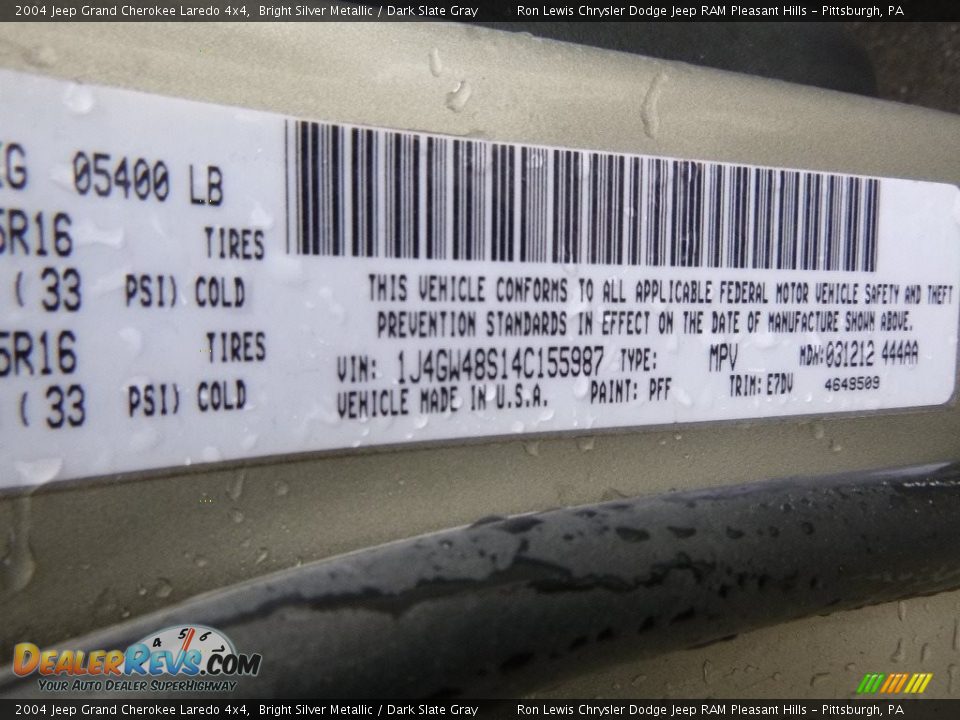 2004 Jeep Grand Cherokee Laredo 4x4, Bright Silver Metallic / Dark Slate Gray Ron Lewis Chrysler Dodge Jeep RAM Pleasant Hills - Pittsburgh, PA
KG 05400 LB
5R16 TIRES
( 33 PSI) COLD
5R16 TIRES
( 33 PSI) COLD
THIS VEHICLE CONFORMS TO ALL APPLICABLE FEDERAL MOTOR VEHICLE SAFETY AND THEFT
PREVENTION STANDARDS IN EFFECT ON THE DATE OF MANUFACTURE SHOWN ABOVE.
VIN: 1J4GW48S14C155987 TYPE: MPV MDH: 031212 444AA
VEHICLE MADE IN U.S.A. PAINT: PFF TRIM: E7DV 4649509
4 5 6
DealerRevs.com
Your Auto Dealer SuperHighway
2004 Jeep Grand Cherokee Laredo 4x4, Bright Silver Metallic / Dark Slate Gray Ron Lewis Chrysler Dodge Jeep RAM Pleasant Hills - Pittsburgh, PA